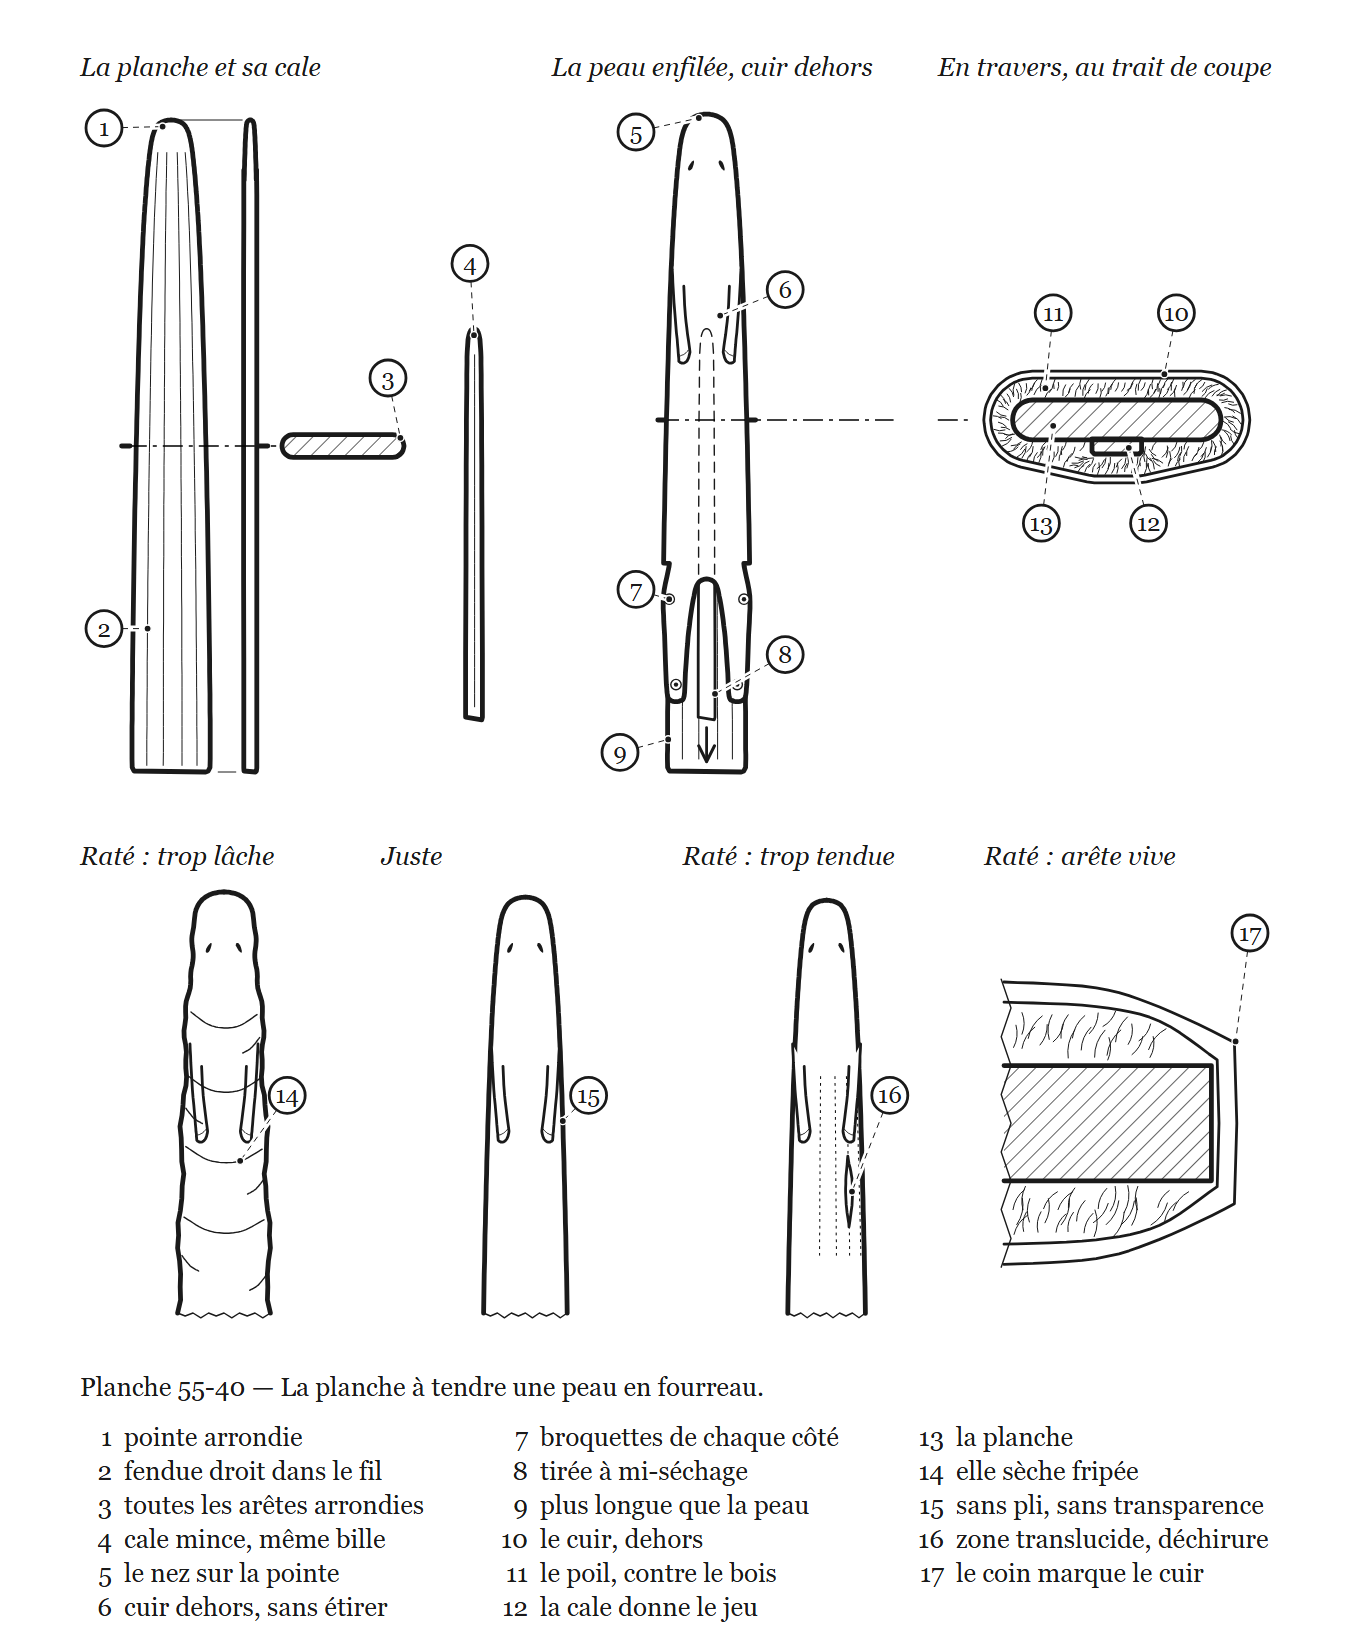 La planche et sa cale
La peau enfilée, cuir dehors
En travers, au trait de coupe
1
5
4
6
11
10
3
13
12
7
2
8
9
Raté : trop lâche
Juste
Raté : trop tendue
Raté : arête vive
17
14
15
16
Planche 55-40 — La planche à tendre une peau en fourreau.
1 pointe arrondie
2 fendue droit dans le fil
3 toutes les arêtes arrondies
4 cale mince, même bille
5 le nez sur la pointe
6 cuir dehors, sans étirer
7 broquettes de chaque côté
8 tirée à mi-séchage
9 plus longue que la peau
10 le cuir, dehors
11 le poil, contre le bois
12 la cale donne le jeu
13 la planche
14 elle sèche fripée
15 sans pli, sans transparence
16 zone translucide, déchirure
17 le coin marque le cuir